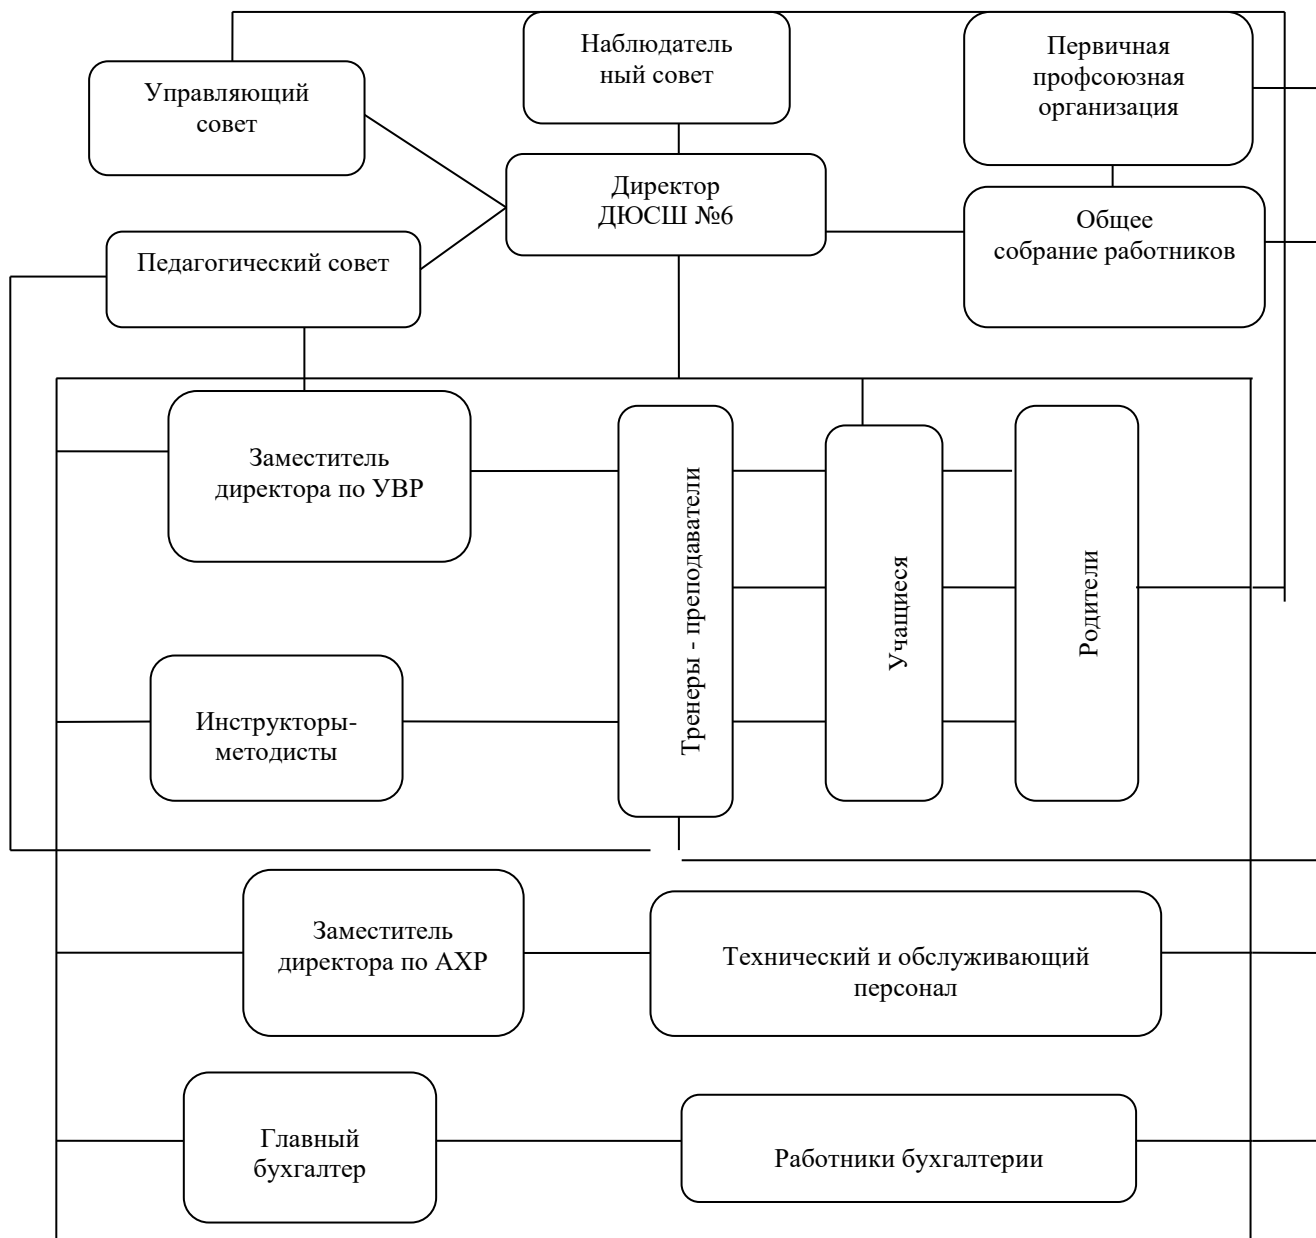 Наблюдатель
ный совет
Первичная
профсоюзная
организация
Управляющий
совет
Директор
ДЮСШ №6
Общее
собрание работников
Педагогический совет
Заместитель
директора по УВР
Тренеры - преподаватели
Учащиеся
Родители
Инструкторы-
методисты
Заместитель
директора по АХР
Технический и обслуживающий
персонал
Главный
бухгалтер
Работники бухгалтерии